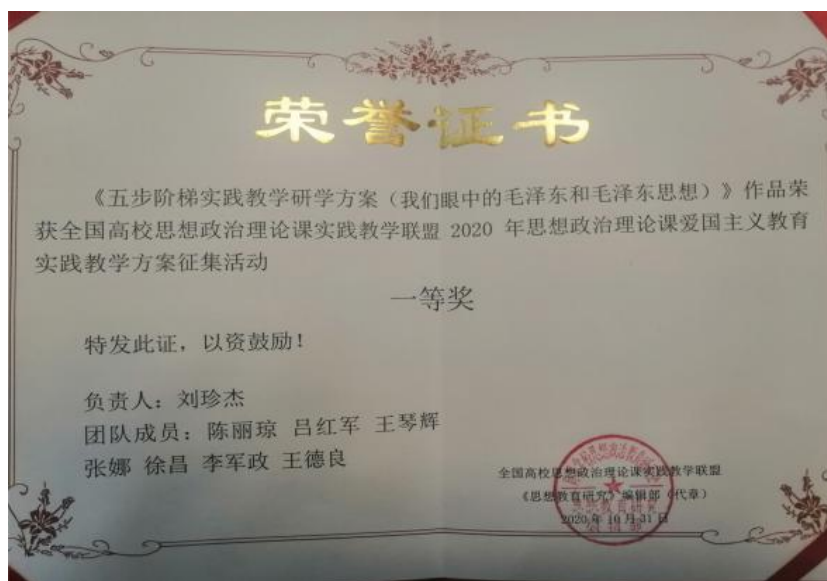 荣誉证书
《五步阶梯实践教学研学方案（我们眼中的毛泽东和毛泽东思想）》作品荣
获全国高校思想政治理论课实践教学联盟 2020 年思想政治理论课爱国主义教育
实践教学方案征集活动
一等奖
特发此证，以资鼓励！
负责人：刘珍杰
团队成员：陈丽琼 吕红军 王琴辉
张娜 徐昌 李军政 王德良
全国高校思想政治理论课实践教学联盟
《思想教育研究》编辑部（代章）
2020 年 10 月 31 日